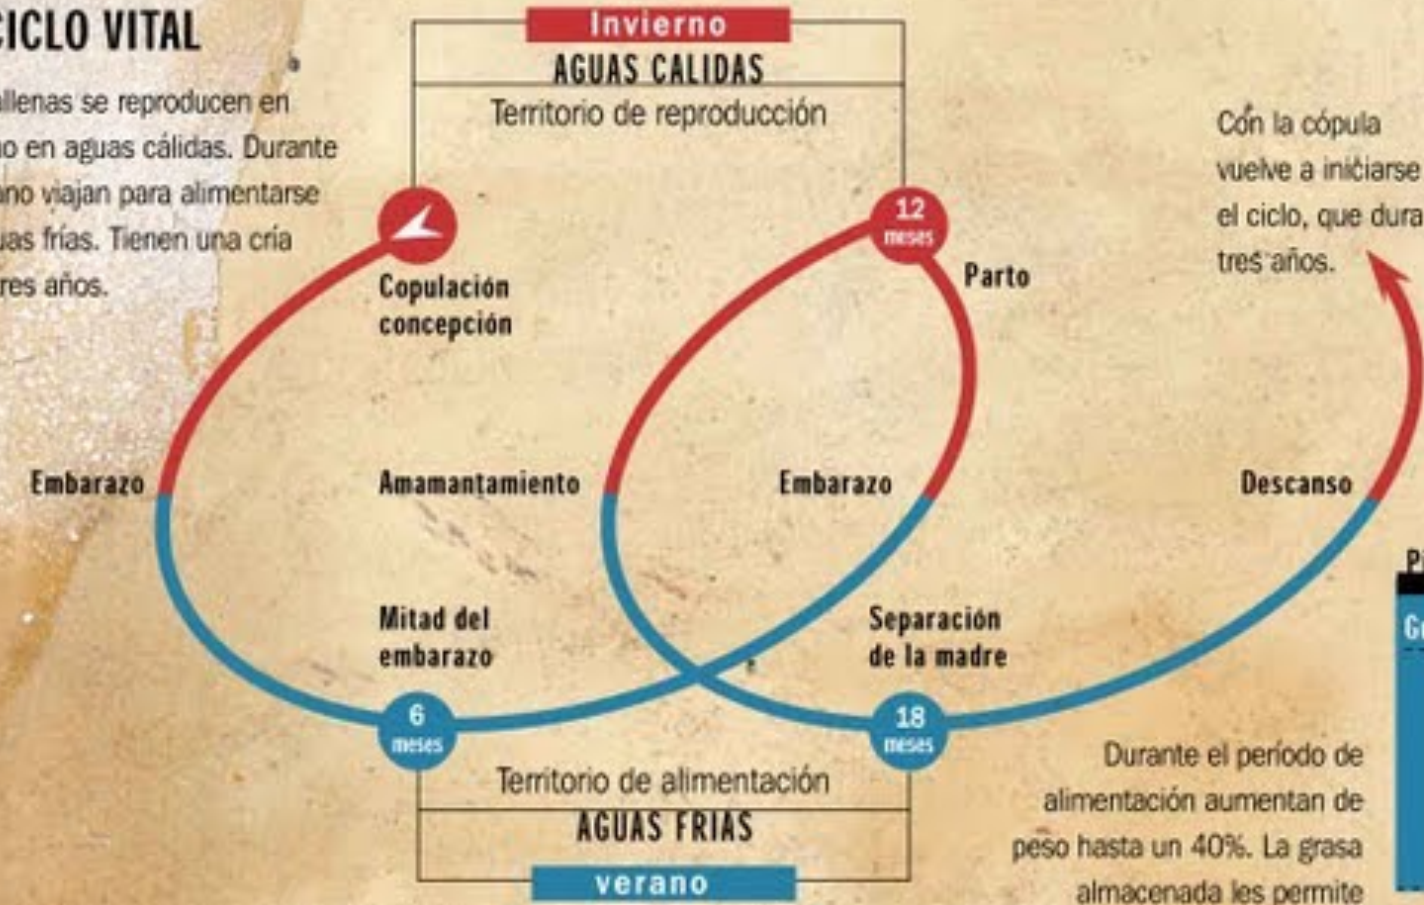 CICLO VITAL
allenas se reproducen en
o en aguas cálidas. Durante
ano viajan para alimentarse
uas frías. Tienen una cría
tres años.
Invierno
AGUAS CALIDAS
Territorio de reproducción
Con la cópula
vuelve a iniciarse
el ciclo, que dura
tres años.
12
meses
Copulación
concepción
Parto
Embarazo
Amamantamiento
Embarazo
Descanso
Mitad del
embarazo
Separación
de la madre
6
meses
18
meses
Territorio de alimentación
AGUAS FRIAS
verano
Durante el período de
alimentación aumentan de
peso hasta un 40%. La grasa
almacenada les permite